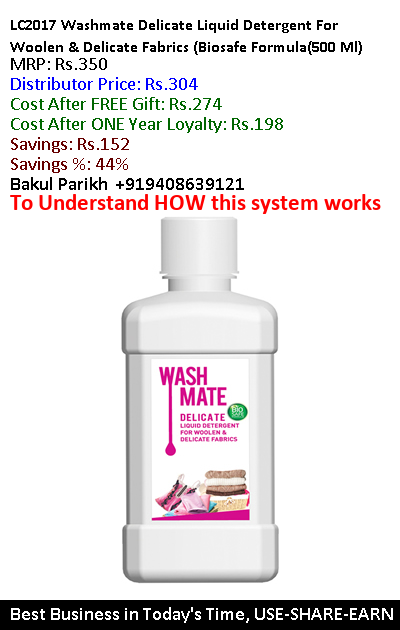 LC2017 Washmate Delicate Liquid Detergent For
Woolen & Delicate Fabrics (Biosafe Formula(500 Ml)
MRP: Rs.350
Distributor Price: Rs.304
Cost After FREE Gift: Rs.274
Cost After ONE Year Loyalty: Rs.198
Savings: Rs.152
Savings %: 44%
Bakul Parikh +919408639121
To Understand HOW this system works
WASH
MATE
DELICATE
Bio
SAFE
LIQUID DETERGENT
FOR WOOLEN &
DELICATE FABRICS
Best Business in Today's Time, USE-SHARE-EARN